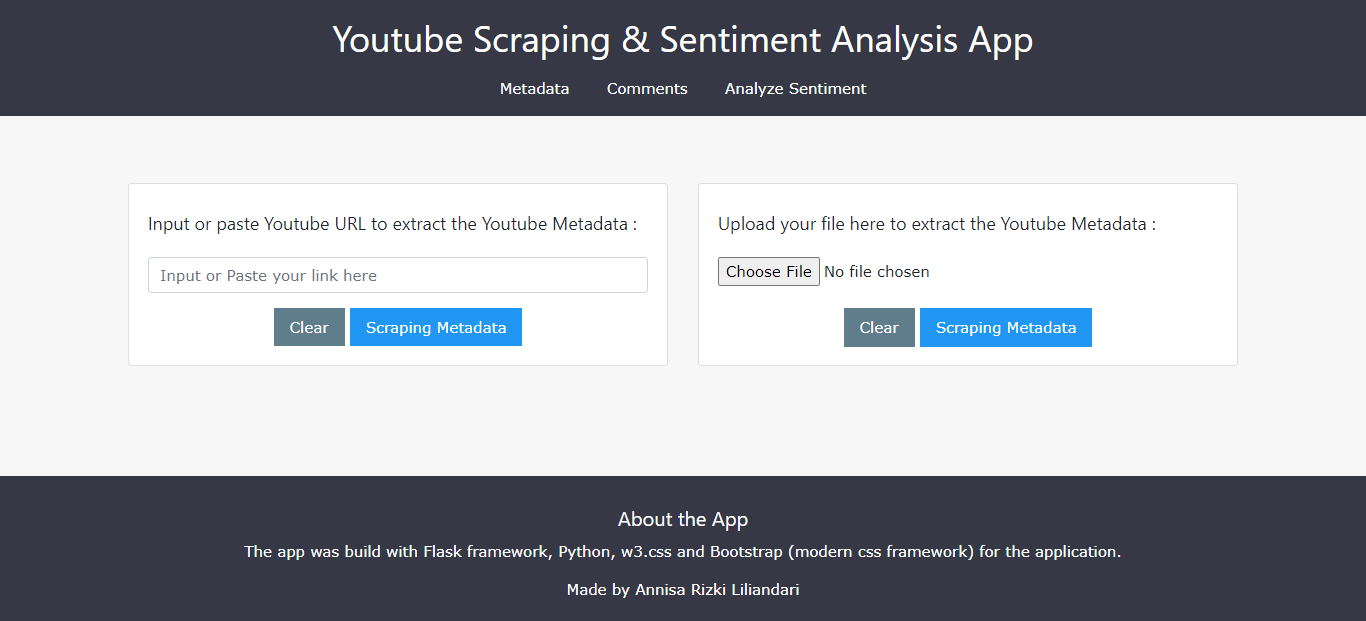 Youtube Scraping & Sentiment Analysis App
Metadata Comments Analyze Sentiment
Input or paste Youtube URL to extract the Youtube Metadata :
Input or Paste your link here
Clear Scraping Metadata
Upload your file here to extract the Youtube Metadata :
Choose File No file chosen
Clear Scraping Metadata
About the App
The app was build with Flask framework, Python, w3.css and Bootstrap (modern css framework) for the application.
Made by Annisa Rizki Liliandari